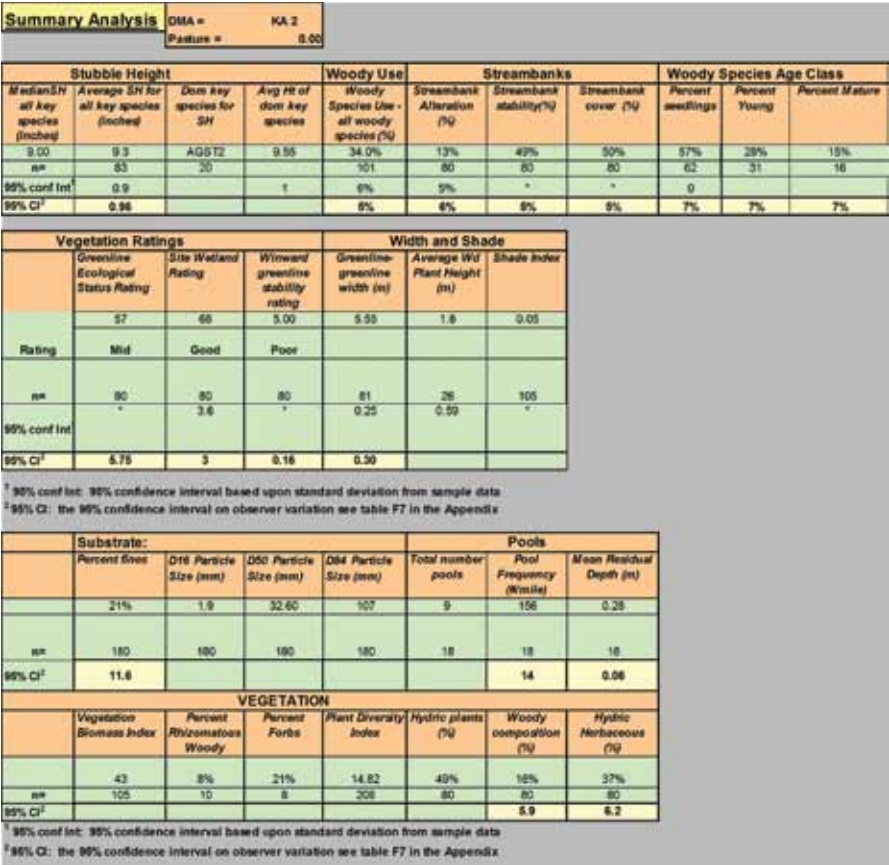 Summary Analysis DMA = KA 2
Pasture = 0.00
Stubble Height Woody Use Streambanks Woody Species Age Class
MedianSH all key species (inches) Average SH for all key species (inches) Dom key species for SH Avg Ht of dom key species Woody Species Use - all woody species (%) Streambank Alteration (%) Streambank stability(%) Streambank cover (%) Percent seedlings Percent Young Percent Mature
9.00 9.3 AGST2 9.55 34.0% 13% 49% 50% 57% 28% 15%
n= 83 20 101 80 80 80 62 31 16
95% conf Int¹ 0.9 1 6% 5% * * 0
95% CI² 0.96 5% 6% 5% 5% 7% 7% 7%
Vegetation Ratings Width and Shade
Greenline Ecological Status Rating Site Wetland Rating Winward greenline stability rating Greenline-greenline width (m) Average Wd Plant Height (m) Shade Index
57 68 5.00 5.55 1.8 0.05
Rating Mid Good Poor
n= 80 80 80 81 26 105
* 3.6 * 0.25 0.59 *
95% conf Int
95% CI² 5.75 3 0.16 0.30
¹ 95% conf Int: 95% confidence interval based upon standard deviation from sample data
² 95% CI: the 95% confidence interval on observer variation see table F7 in the Appendix
Substrate: Pools
Percent fines D16 Particle Size (mm) D50 Particle Size (mm) D84 Particle Size (mm) Total number pools Pool Frequency (#/mile) Mean Residual Depth (m)
21% 1.9 32.60 107 9 156 0.28
n= 180 180 180 180 18 18 18
95% CI² 11.6 14 0.06
VEGETATION
Vegetation Biomass Index Percent Rhizomatous Woody Percent Forbs Plant Diversity Index Hydric plants (%) Woody composition (%) Hydric Herbaceous (%)
43 8% 21% 14.82 49% 16% 37%
n= 105 10 8 208 80 80 80
95% CI² 5.9 6.2
¹ 95% conf Int: 95% confidence interval based upon standard deviation from sample data
² 95% CI: the 95% confidence interval on observer variation see table F7 in the Appendix